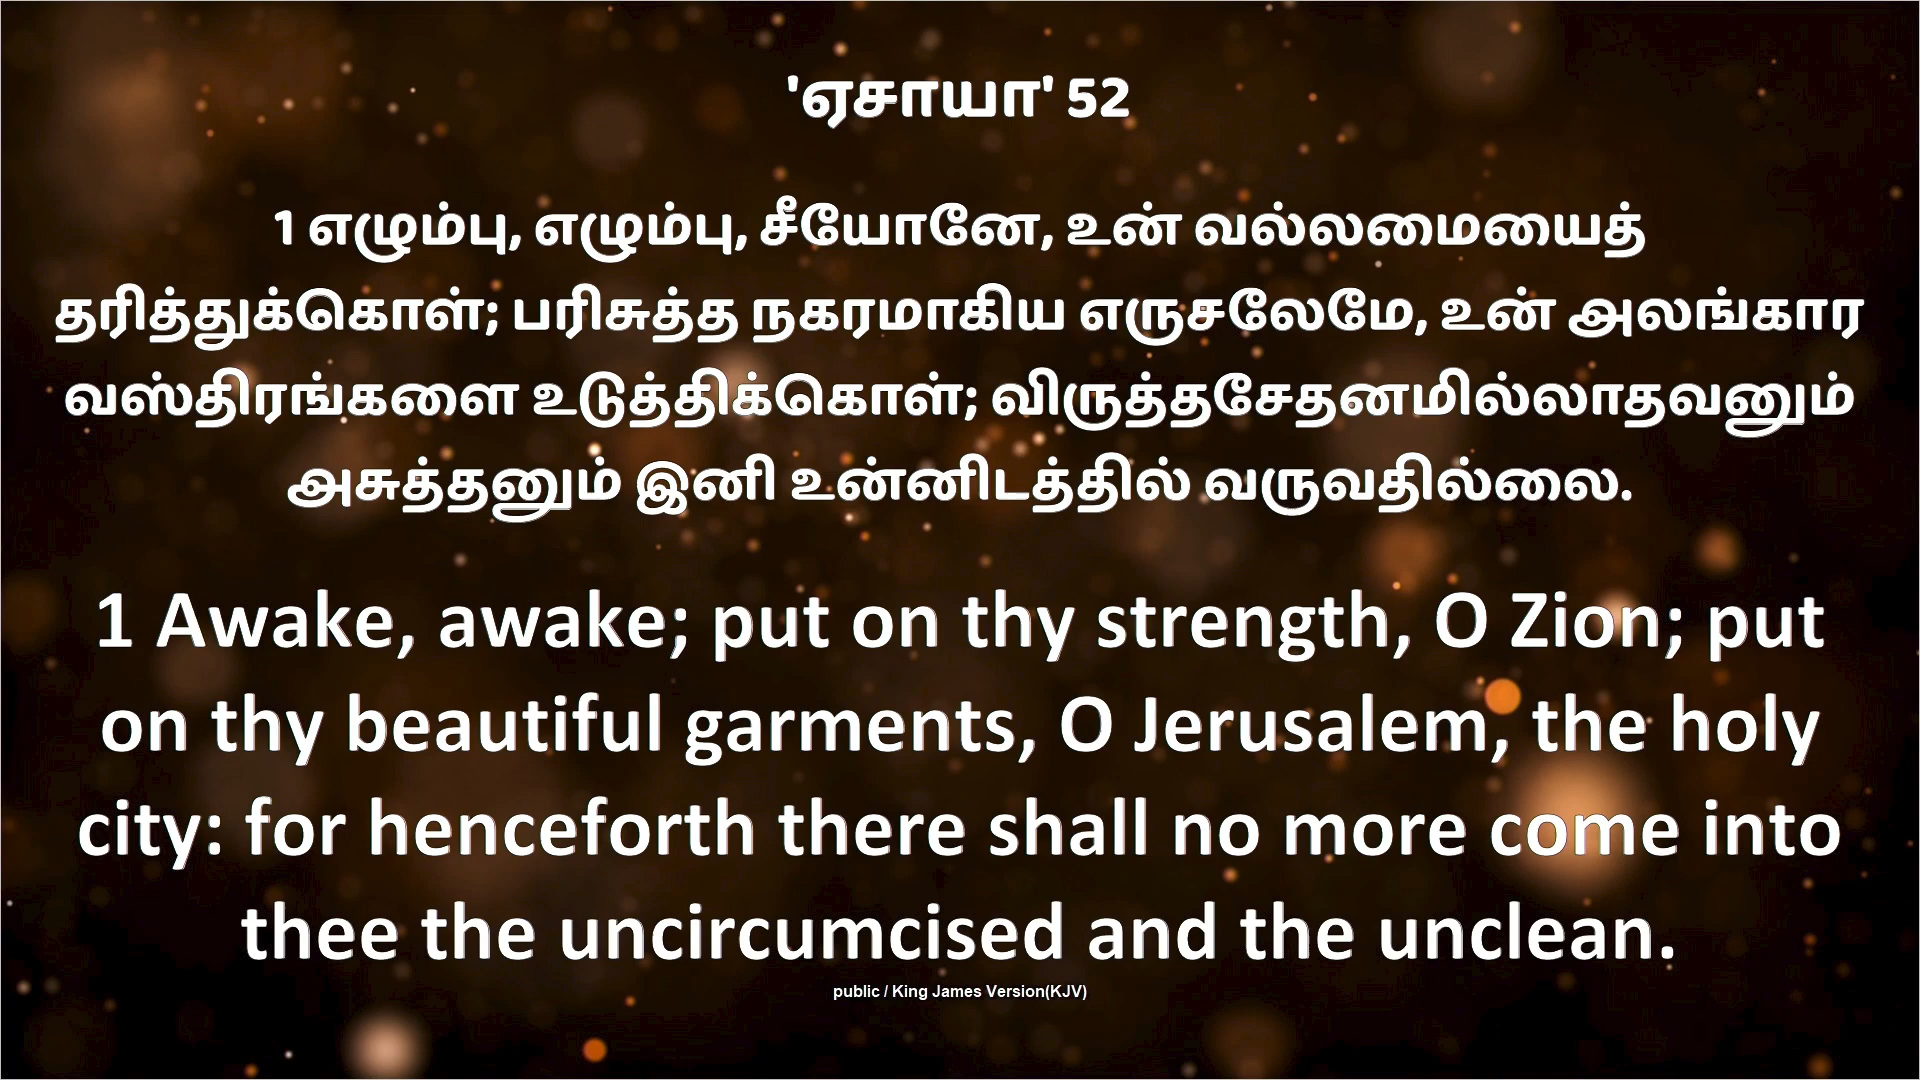 'ஏசாயா' 52
1 எழும்பு, எழும்பு, சீயோனே, உன் வல்லமையைத்
தரித்துக்கொள்; பரிசுத்த நகரமாகிய எருசலேமே, உன் அலங்கார
வஸ்திரங்களை உடுத்திக்கொள்; விருத்தசேதனமில்லாதவனும்
அசுத்தனும் இனி உன்னிடத்தில் வருவதில்லை.
1 Awake, awake; put on thy strength, O Zion; put
on thy beautiful garments, O Jerusalem, the holy
city: for henceforth there shall no more come into
thee the uncircumcised and the unclean.
public / King James Version(KJV)